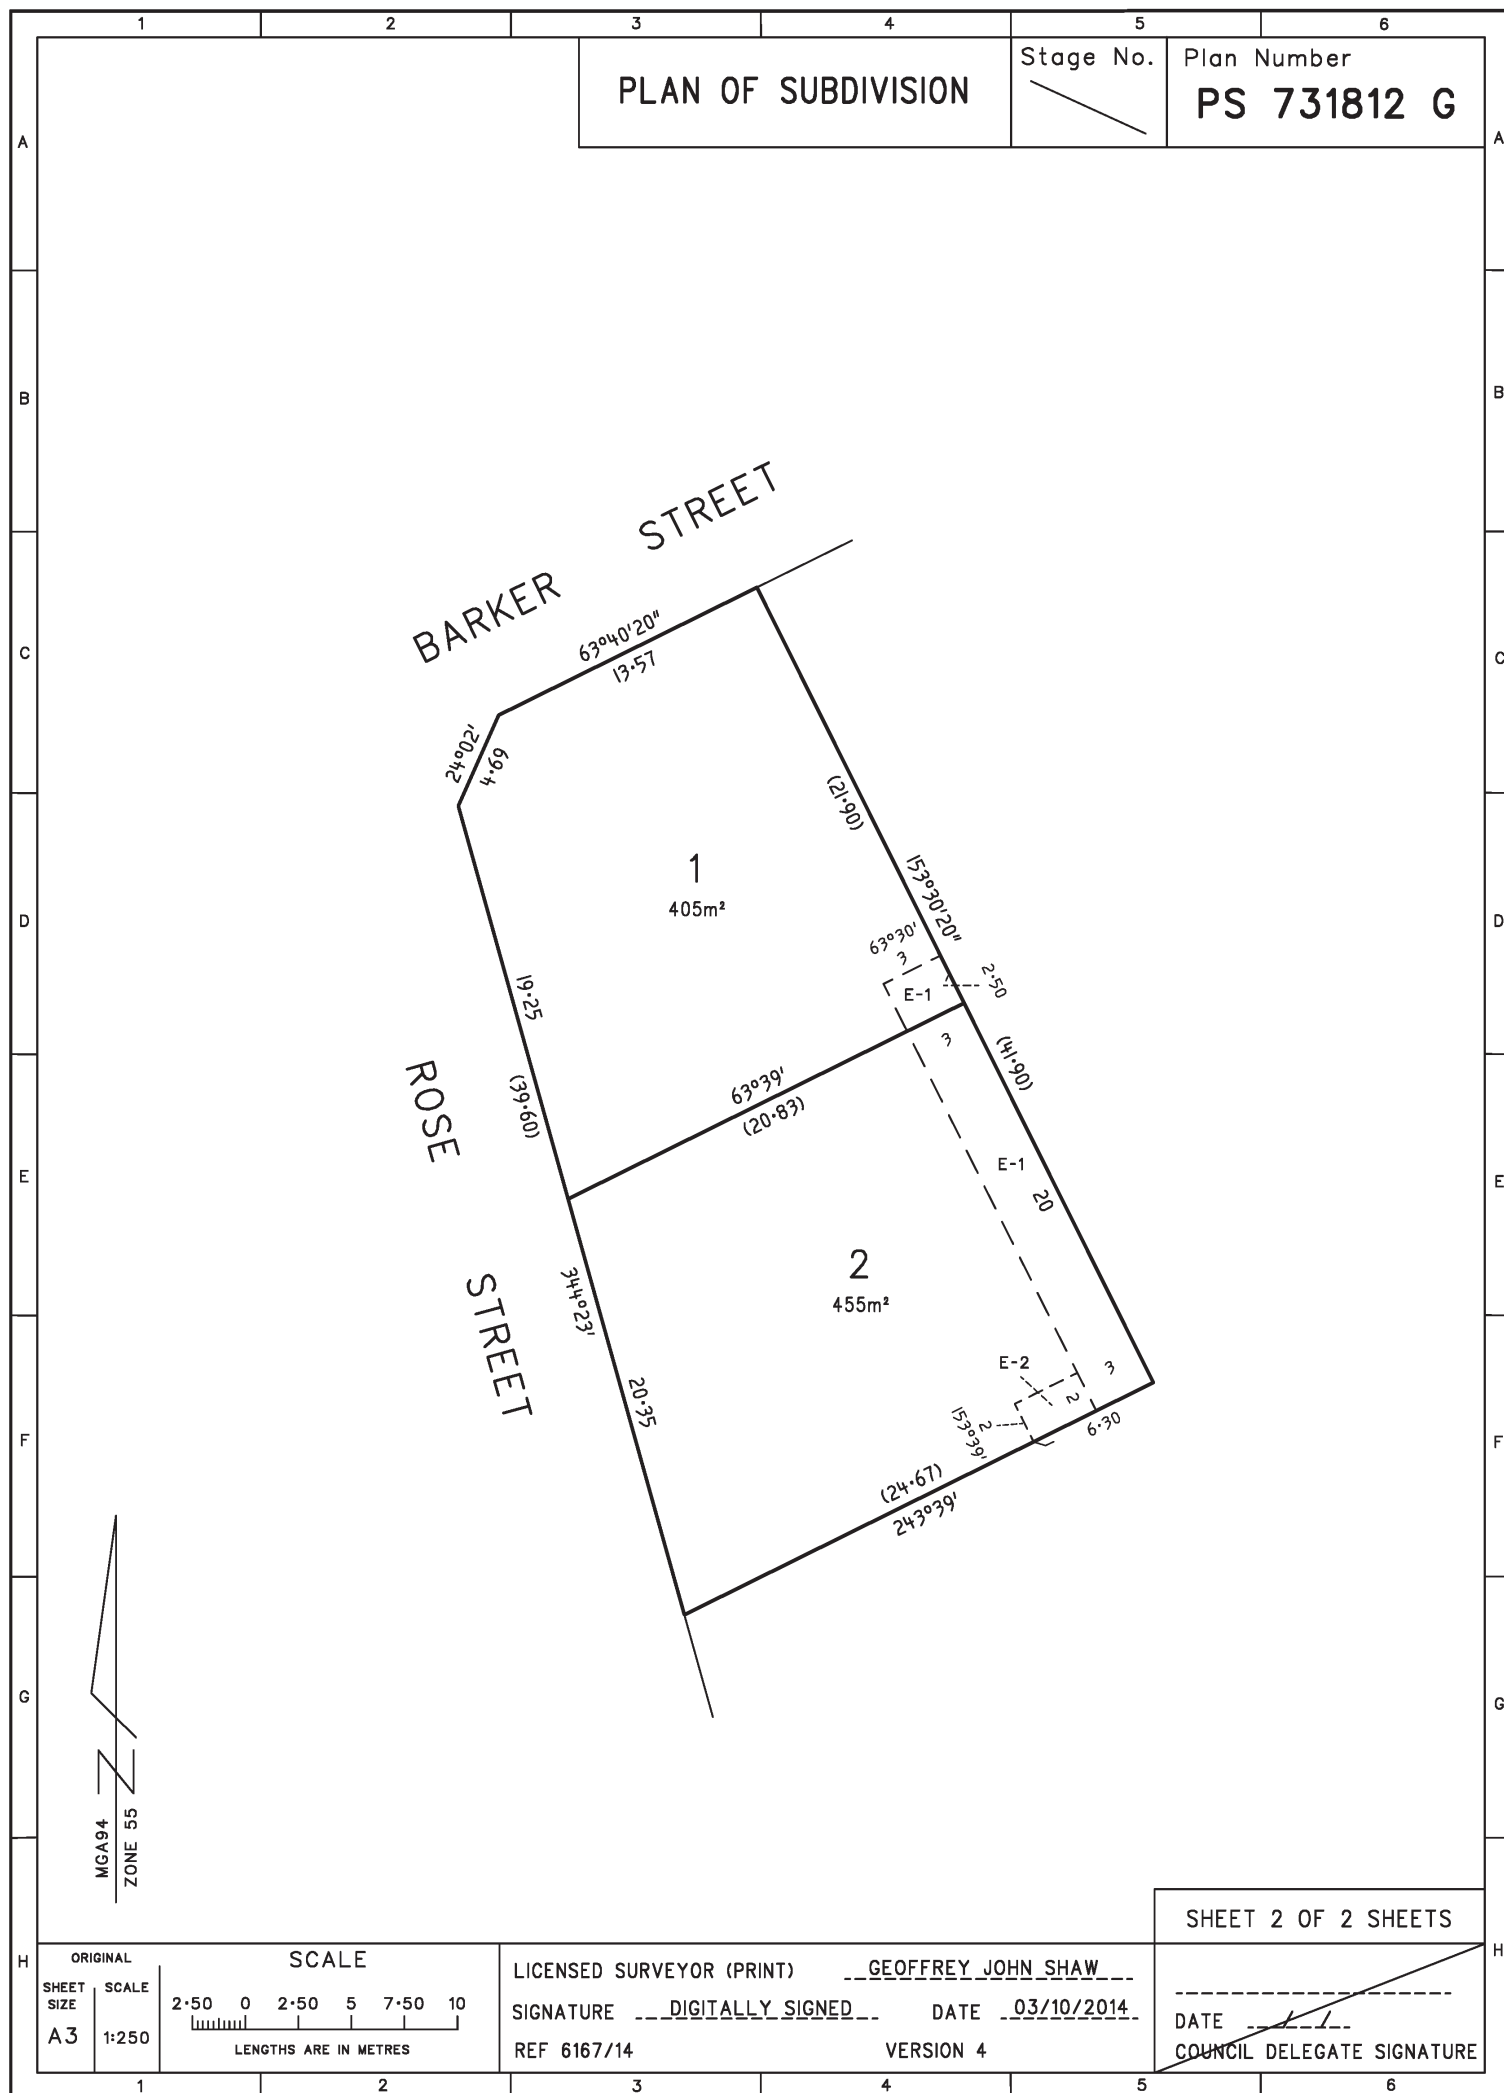 1 2 3 4 5 6
PLAN OF SUBDIVISION
Stage No.
Plan Number
PS 731812 G
A A
B B
C C
D D
E E
F F
G G
H H
BARKER STREET
63°40'20"
13·57
24°02'
4·69
(21·90)
1
405m²
153°30'20"
63°30'
3
E-1
2·50
19·25
3
(41·90)
(39·60)
63°39'
(20·83)
ROSE STREET
E-1
20
2
455m²
344°23'
E-2
3
2
2
153°39'
6·30
20·35
(24·67)
243°39'
MGA94
ZONE 55
SHEET 2 OF 2 SHEETS
ORIGINAL
SHEET SIZE
A3
SCALE
1:250
SCALE
2·50 0 2·50 5 7·50 10
LENGTHS ARE IN METRES
LICENSED SURVEYOR (PRINT) GEOFFREY JOHN SHAW
SIGNATURE DIGITALLY SIGNED DATE 03/10/2014
REF 6167/14 VERSION 4
DATE / /
COUNCIL DELEGATE SIGNATURE
1 2 3 4 5 6